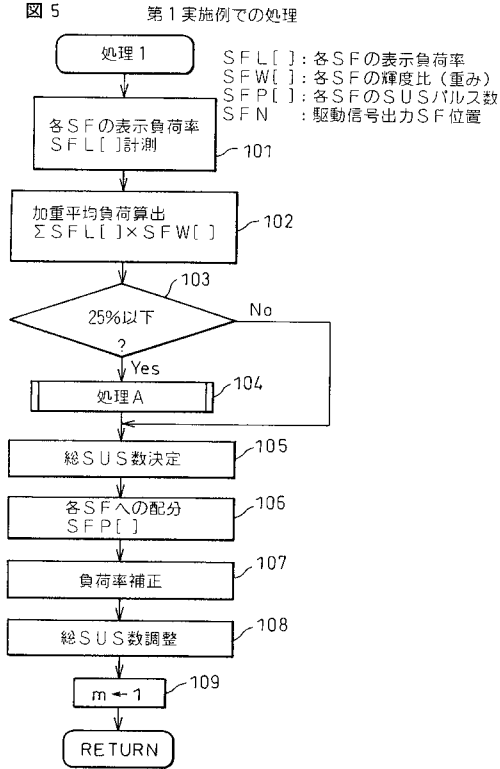 図 5 第1実施例での処理
処理1
SFL[ ]:各SFの表示負荷率
SFW[ ]:各SFの輝度比(重み)
SFP[ ]:各SFのSUSパルス数
SFN :駆動信号出力SF位置
各SFの表示負荷率
SFL[ ]計測
101
加重平均負荷算出
ΣSFL[ ]×SFW[ ]
102
103
25%以下
?
No
Yes
104
処理A
総SUS数決定
105
各SFへの配分
SFP[ ]
106
負荷率補正
107
総SUS数調整
108
m←1
109
RETURN